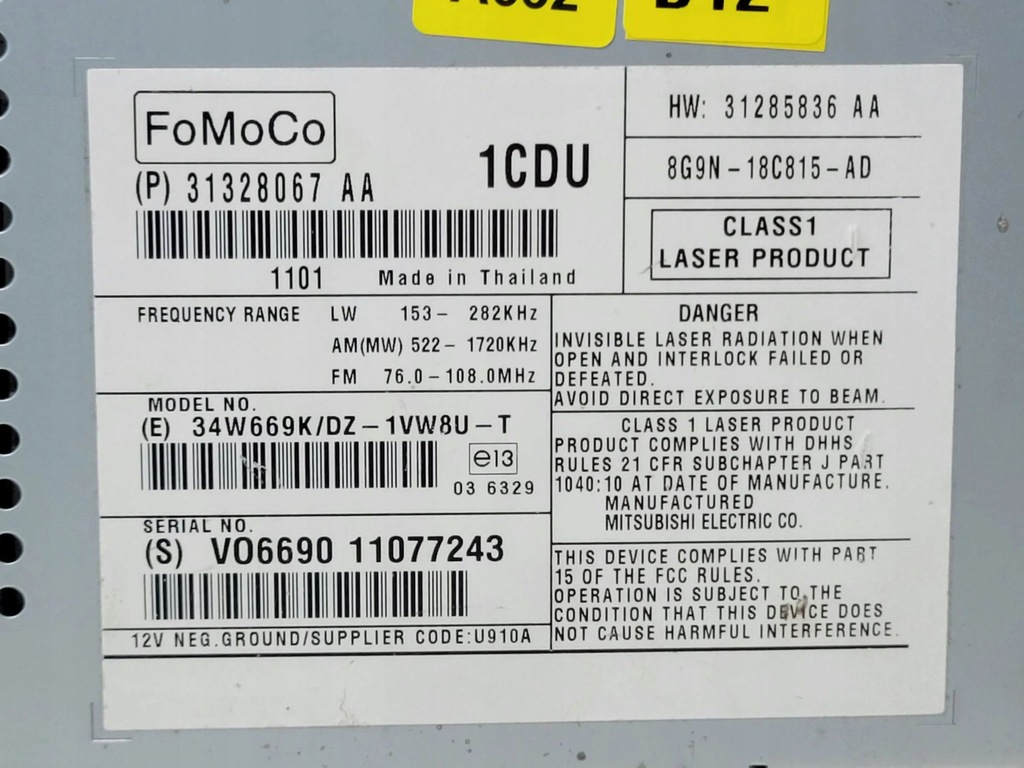 FoMoCo
1CDU
(P) 31328067 AA
1101 Made in Thailand
HW: 31285836 AA
8G9N-18C815-AD
CLASS1
LASER PRODUCT
FREQUENCY RANGE LW 153- 282KHz
AM(MW) 522- 1720KHz
FM 76.0-108.0MHz
MODEL NO.
(E) 34W669K/DZ-1VW8U-T
e13
03 6329
SERIAL NO.
(S) VO6690 11077243
12V NEG.GROUND/SUPPLIER CODE:U910A
DANGER
INVISIBLE LASER RADIATION WHEN
OPEN AND INTERLOCK FAILED OR
DEFEATED.
AVOID DIRECT EXPOSURE TO BEAM.
CLASS 1 LASER PRODUCT
PRODUCT COMPLIES WITH DHHS
RULES 21 CFR SUBCHAPTER J PART
1040:10 AT DATE OF MANUFACTURE.
MANUFACTURED
MITSUBISHI ELECTRIC CO.
THIS DEVICE COMPLIES WITH PART
15 OF THE FCC RULES.
OPERATION IS SUBJECT TO THE
CONDITION THAT THIS DEVICE DOES
NOT CAUSE HARMFUL INTERFERENCE.